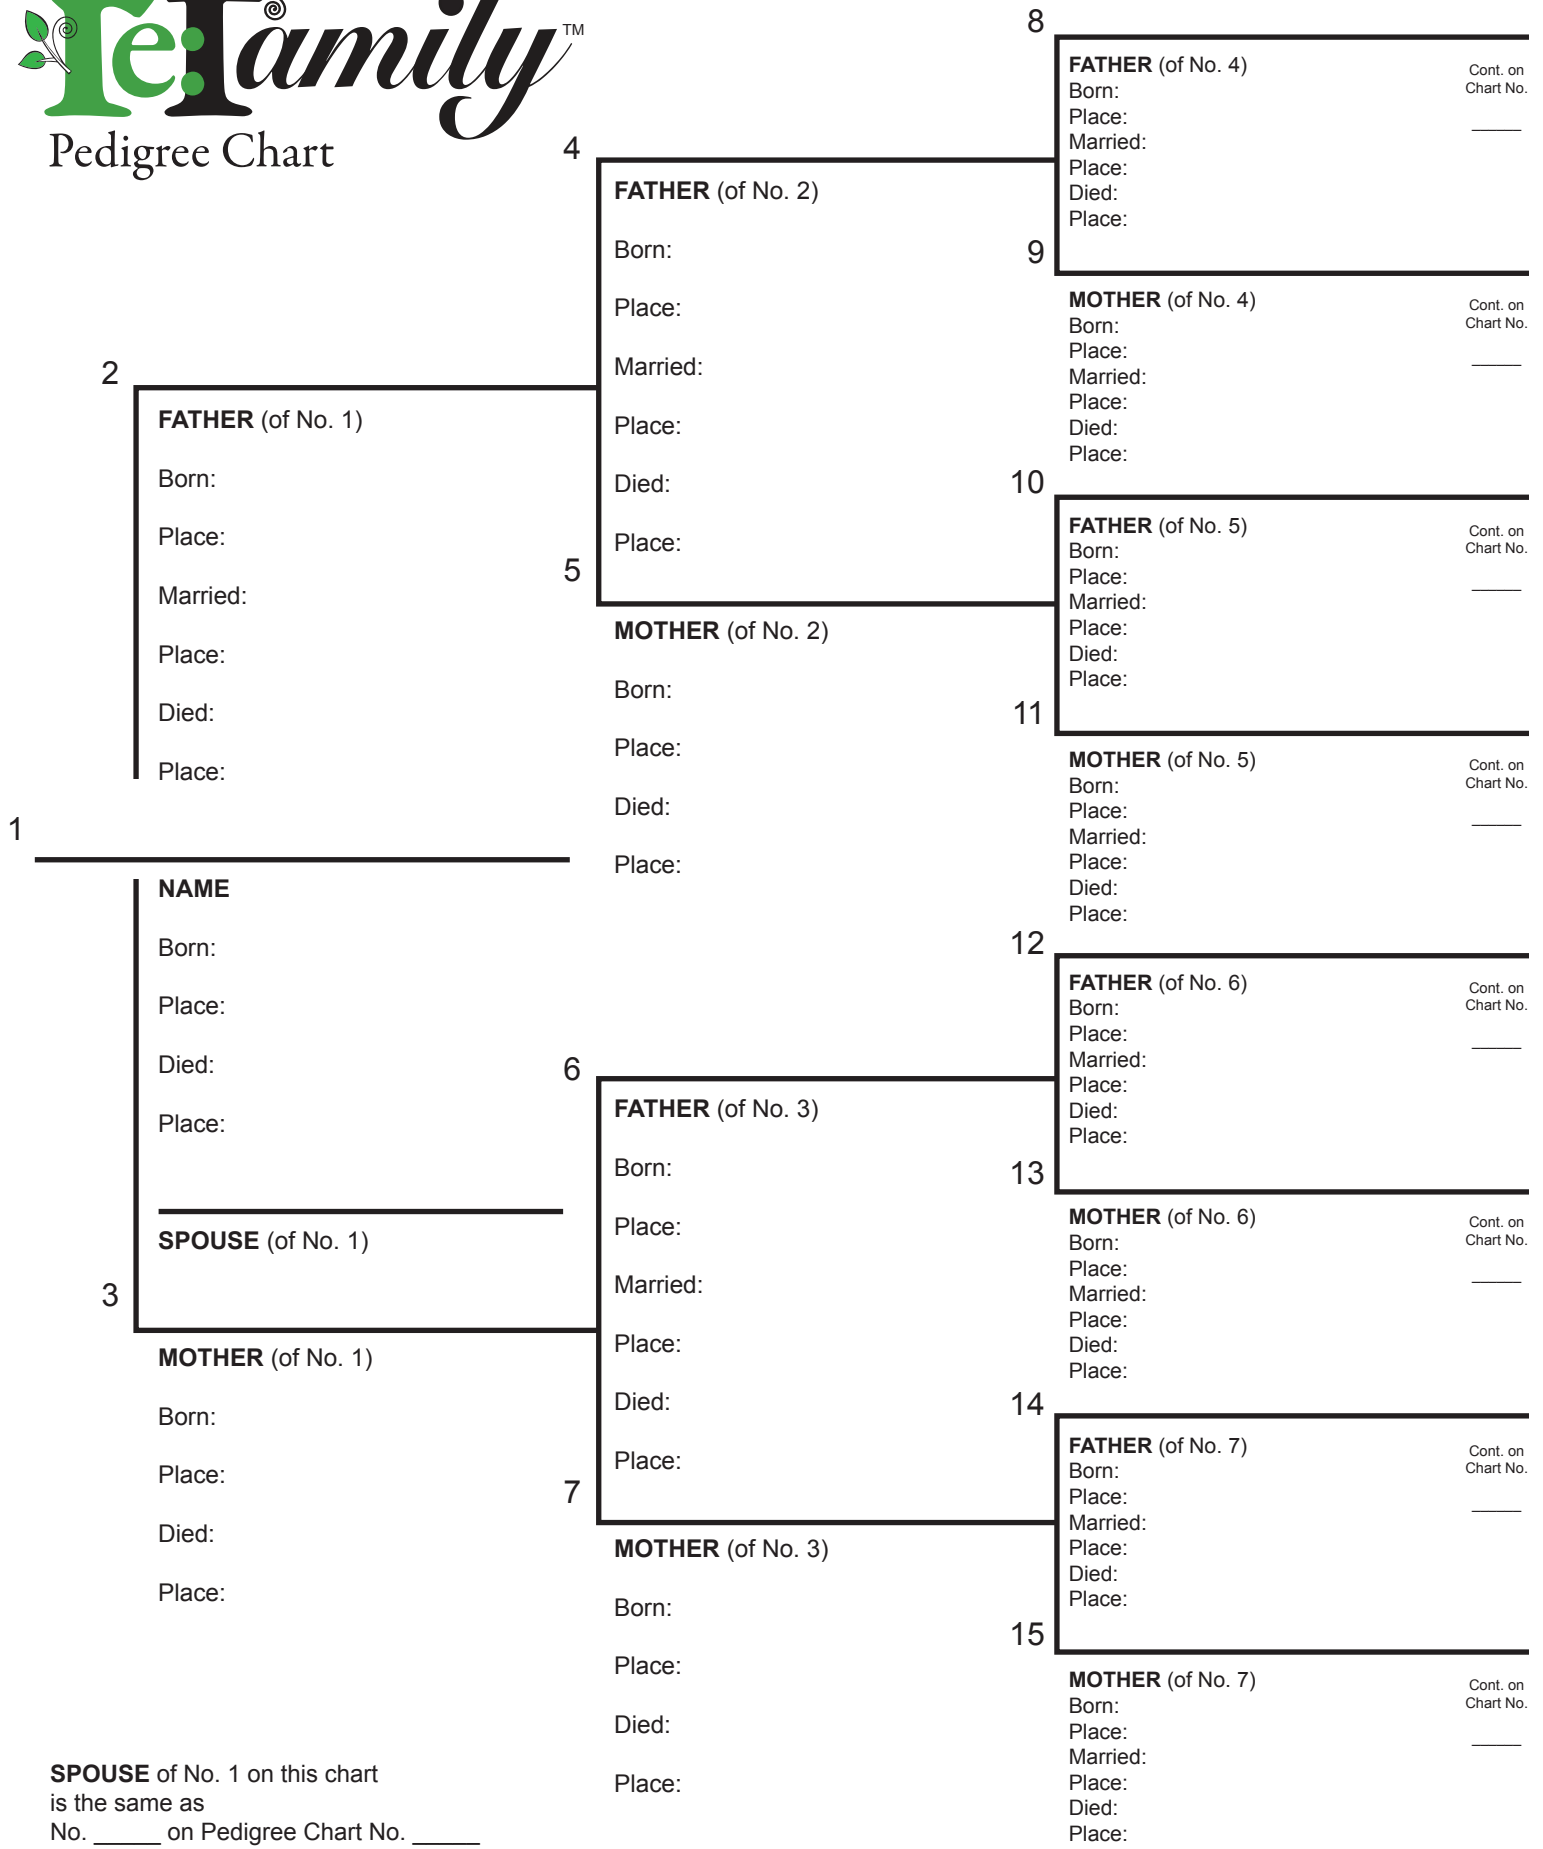 re:Family™
Pedigree Chart
2
FATHER (of No. 1)
Born:
Place:
Married:
Place:
Died:
Place:
1
NAME
Born:
Place:
Died:
Place:
SPOUSE (of No. 1)
3
MOTHER (of No. 1)
Born:
Place:
Died:
Place:
SPOUSE of No. 1 on this chart
is the same as
No. _____ on Pedigree Chart No. _____
4
FATHER (of No. 2)
Born:
Place:
Married:
Place:
Died:
Place:
5
MOTHER (of No. 2)
Born:
Place:
Died:
Place:
6
FATHER (of No. 3)
Born:
Place:
Married:
Place:
Died:
Place:
7
MOTHER (of No. 3)
Born:
Place:
Died:
Place:
8
FATHER (of No. 4)
Born:
Place:
Married:
Place:
Died:
Place:
Cont. on
Chart No.
_____
9
MOTHER (of No. 4)
Born:
Place:
Married:
Place:
Died:
Place:
Cont. on
Chart No.
_____
10
FATHER (of No. 5)
Born:
Place:
Married:
Place:
Died:
Place:
Cont. on
Chart No.
_____
11
MOTHER (of No. 5)
Born:
Place:
Married:
Place:
Died:
Place:
Cont. on
Chart No.
_____
12
FATHER (of No. 6)
Born:
Place:
Married:
Place:
Died:
Place:
Cont. on
Chart No.
_____
13
MOTHER (of No. 6)
Born:
Place:
Married:
Place:
Died:
Place:
Cont. on
Chart No.
_____
14
FATHER (of No. 7)
Born:
Place:
Married:
Place:
Died:
Place:
Cont. on
Chart No.
_____
15
MOTHER (of No. 7)
Born:
Place:
Married:
Place:
Died:
Place:
Cont. on
Chart No.
_____